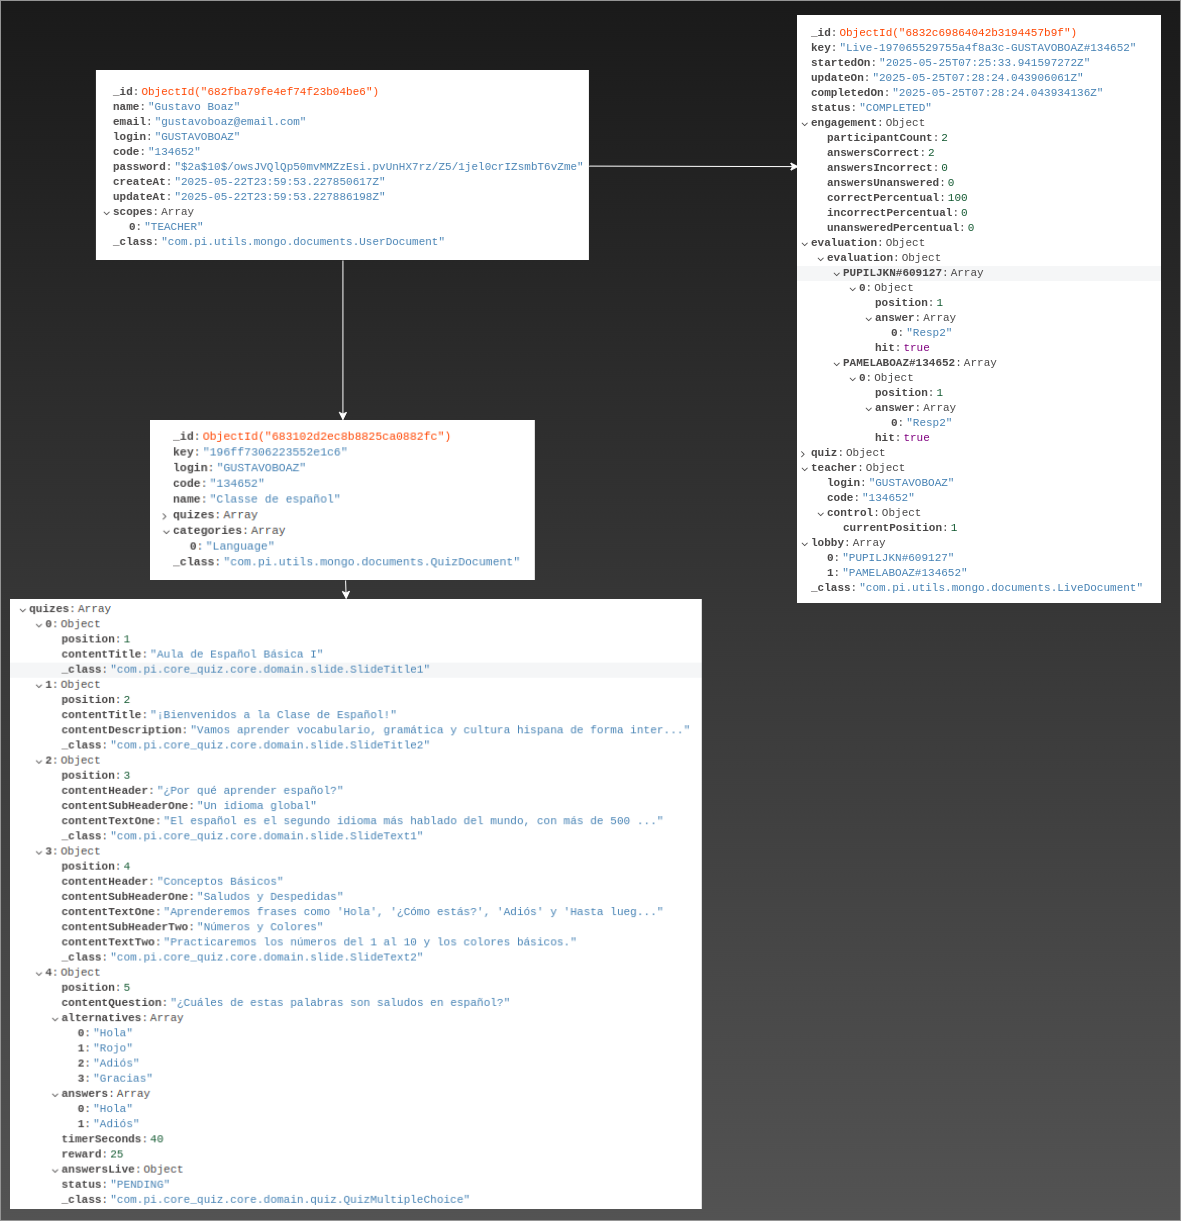 _id: ObjectId("682fba79fe4ef74f23b04be6")
name: "Gustavo Boaz"
email: "gustavoboaz@email.com"
login: "GUSTAVOBOAZ"
code: "134652"
password: "$2a$10$/owsJVQlQp50mvMMZzEsi.pvUnHX7rz/Z5/1jel0crIZsmbT6vZme"
createAt: "2025-05-22T23:59:53.227850617Z"
updateAt: "2025-05-22T23:59:53.227886198Z"
scopes: Array
0: "TEACHER"
_class: "com.pi.utils.mongo.documents.UserDocument"
_id: ObjectId("6832c69864042b3194457b9f")
key: "Live-197065529755a4f8a3c-GUSTAVOBOAZ#134652"
startedOn: "2025-05-25T07:25:33.941597272Z"
updateOn: "2025-05-25T07:28:24.043906061Z"
completedOn: "2025-05-25T07:28:24.043934136Z"
status: "COMPLETED"
engagement: Object
participantCount: 2
answersCorrect: 2
answersIncorrect: 0
answersUnanswered: 0
correctPercentual: 100
incorrectPercentual: 0
unansweredPercentual: 0
evaluation: Object
evaluation: Object
PUPILJKN#609127: Array
0: Object
position: 1
answer: Array
0: "Resp2"
hit: true
PAMELABOAZ#134652: Array
0: Object
position: 1
answer: Array
0: "Resp2"
hit: true
quiz: Object
teacher: Object
login: "GUSTAVOBOAZ"
code: "134652"
control: Object
currentPosition: 1
lobby: Array
0: "PUPILJKN#609127"
1: "PAMELABOAZ#134652"
_class: "com.pi.utils.mongo.documents.LiveDocument"
_id: ObjectId("683102d2ec8b8825ca0882fc")
key: "196ff7306223552e1c6"
login: "GUSTAVOBOAZ"
code: "134652"
name: "Classe de español"
quizes: Array
categories: Array
0: "Language"
_class: "com.pi.utils.mongo.documents.QuizDocument"
quizes: Array
0: Object
position: 1
contentTitle: "Aula de Español Básica I"
_class: "com.pi.core_quiz.core.domain.slide.SlideTitle1"
1: Object
position: 2
contentTitle: "¡Bienvenidos a la Clase de Español!"
contentDescription: "Vamos aprender vocabulario, gramática y cultura hispana de forma inter..."
_class: "com.pi.core_quiz.core.domain.slide.SlideTitle2"
2: Object
position: 3
contentHeader: "¿Por qué aprender español?"
contentSubHeaderOne: "Un idioma global"
contentTextOne: "El español es el segundo idioma más hablado del mundo, con más de 500 ..."
_class: "com.pi.core_quiz.core.domain.slide.SlideText1"
3: Object
position: 4
contentHeader: "Conceptos Básicos"
contentSubHeaderOne: "Saludos y Despedidas"
contentTextOne: "Aprenderemos frases como 'Hola', '¿Cómo estás?', 'Adiós' y 'Hasta lueg..."
contentSubHeaderTwo: "Números y Colores"
contentTextTwo: "Practicaremos los números del 1 al 10 y los colores básicos."
_class: "com.pi.core_quiz.core.domain.slide.SlideText2"
4: Object
position: 5
contentQuestion: "¿Cuáles de estas palabras son saludos en español?"
alternatives: Array
0: "Hola"
1: "Rojo"
2: "Adiós"
3: "Gracias"
answers: Array
0: "Hola"
1: "Adiós"
timerSeconds: 40
reward: 25
answersLive: Object
status: "PENDING"
_class: "com.pi.core_quiz.core.domain.quiz.QuizMultipleChoice"